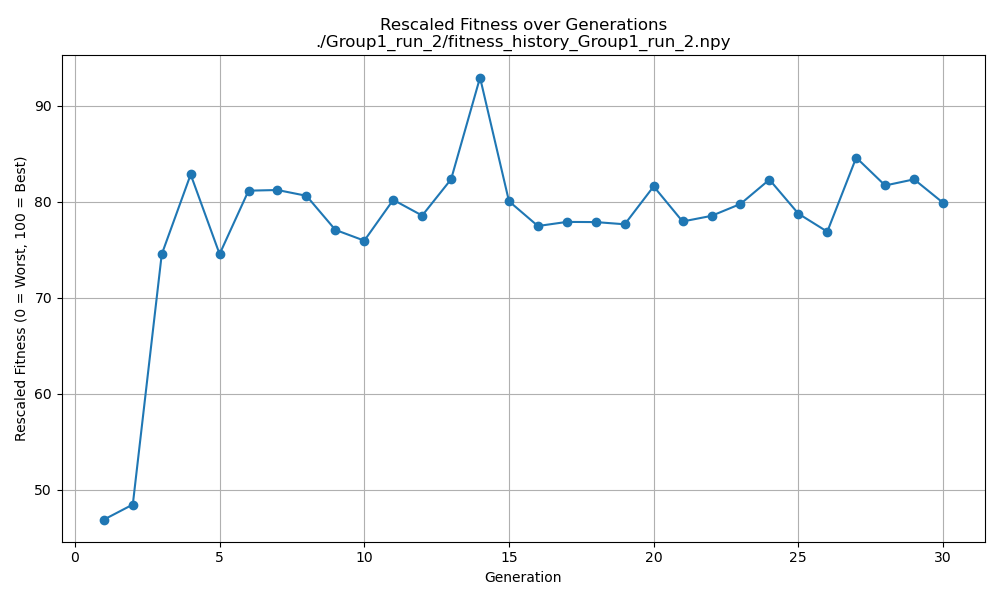 Rescaled Fitness over Generations
./Group1_run_2/fitness_history_Group1_run_2.npy
Rescaled Fitness (0 = Worst, 100 = Best)
90
80
70
60
50
0 5 10 15 20 25 30
Generation